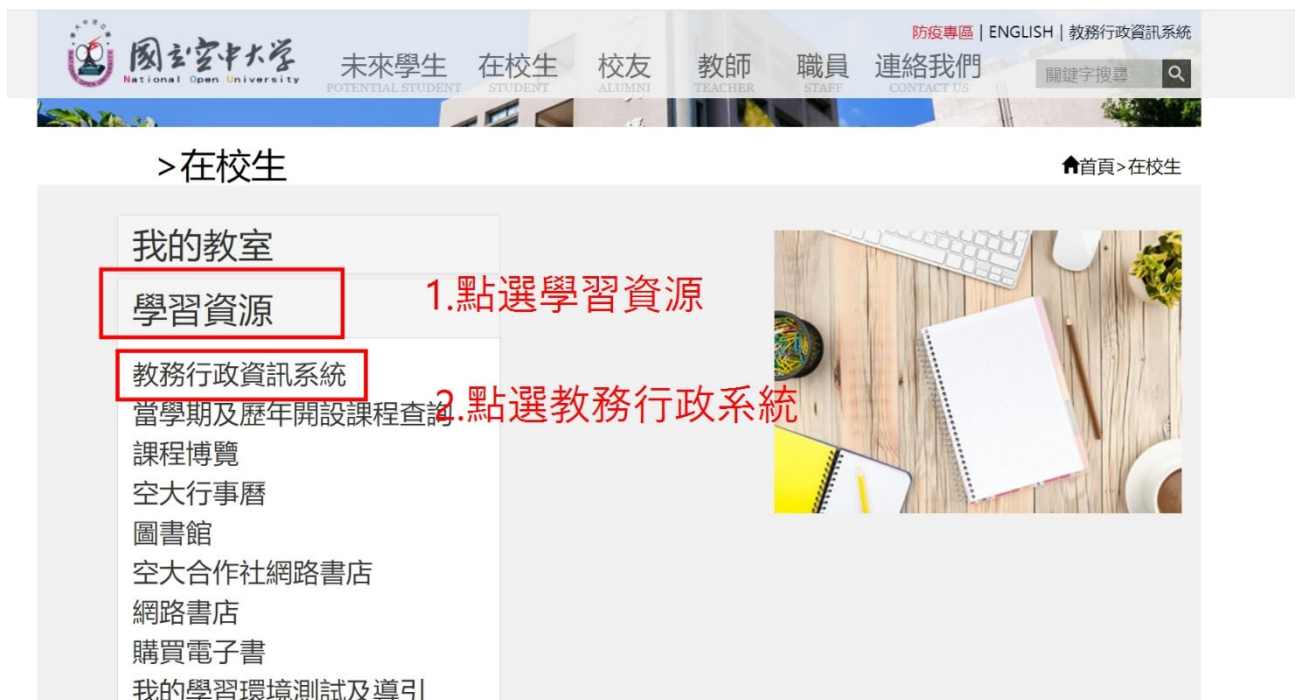 防疫專區 | ENGLISH | 教務行政資訊系統
國立空中大學
National Open University
未來學生 在校生 校友 教師 職員 連絡我們
POTENTIAL STUDENT STUDENT ALUMNI TEACHER STAFF CONTACT US
關鍵字搜尋
>在校生
首頁>在校生
我的教室
學習資源
1.點選學習資源
教務行政資訊系統
2.點選教務行政系統
當學期及歷年開設課程查詢
課程博覽
空大行事曆
圖書館
空大合作社網路書店
網路書店
購買電子書
我的學習環境測試及導引